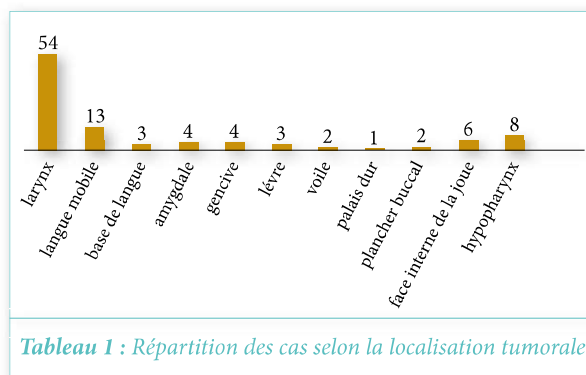 54
13
3
4
4
3
2
1
2
6
8
larynx
langue mobile
base de langue
amygdale
gencive
lévre
voile
palais dur
plancher buccal
face interne de la joue
hypopharynx
Tableau 1 : Répartition des cas selon la localisation tumorale